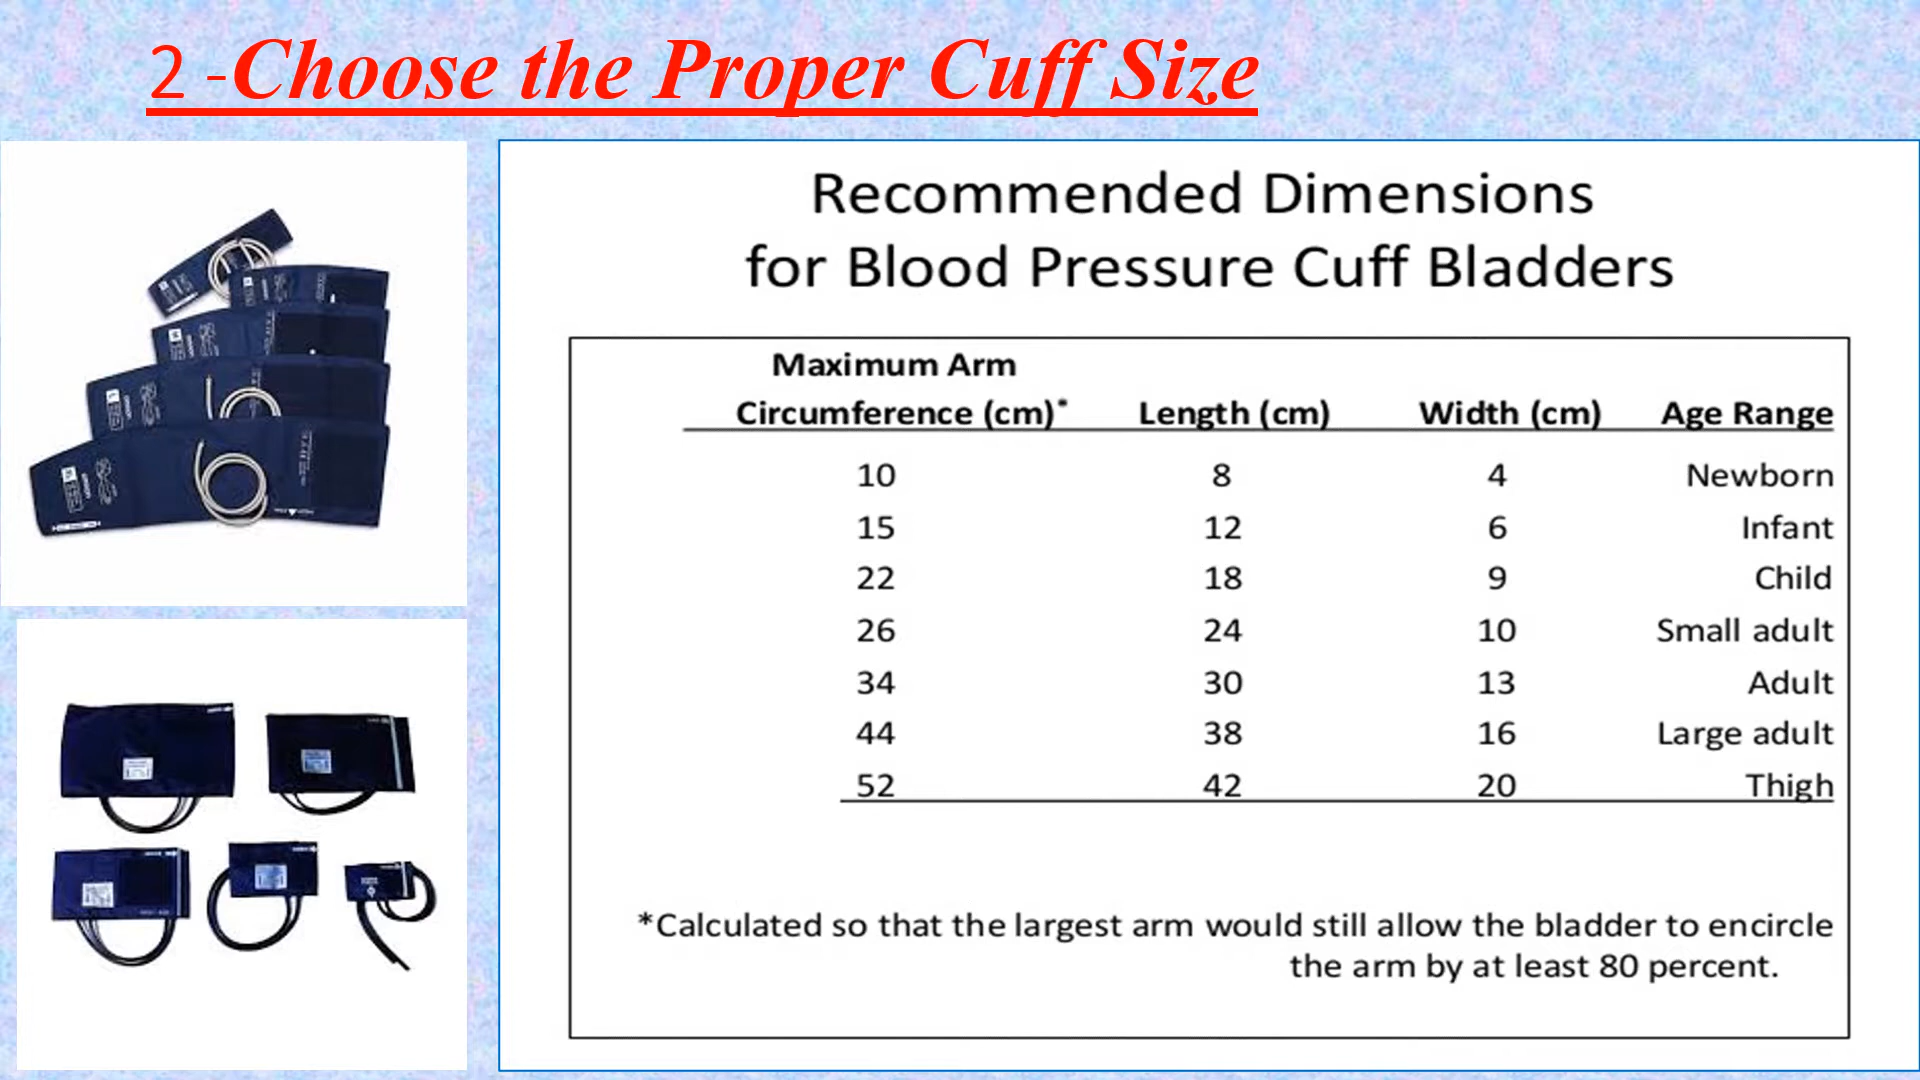 2 -Choose the Proper Cuff Size
Recommended Dimensions
for Blood Pressure Cuff Bladders
Maximum Arm
Circumference (cm)* Length (cm) Width (cm) Age Range
10 8 4 Newborn
15 12 6 Infant
22 18 9 Child
26 24 10 Small adult
34 30 13 Adult
44 38 16 Large adult
52 42 20 Thigh
*Calculated so that the largest arm would still allow the bladder to encircle
the arm by at least 80 percent.